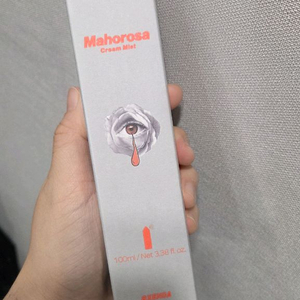 Mahorosa
Cream Mist
100ml / Net. 3.38 fl. oz.